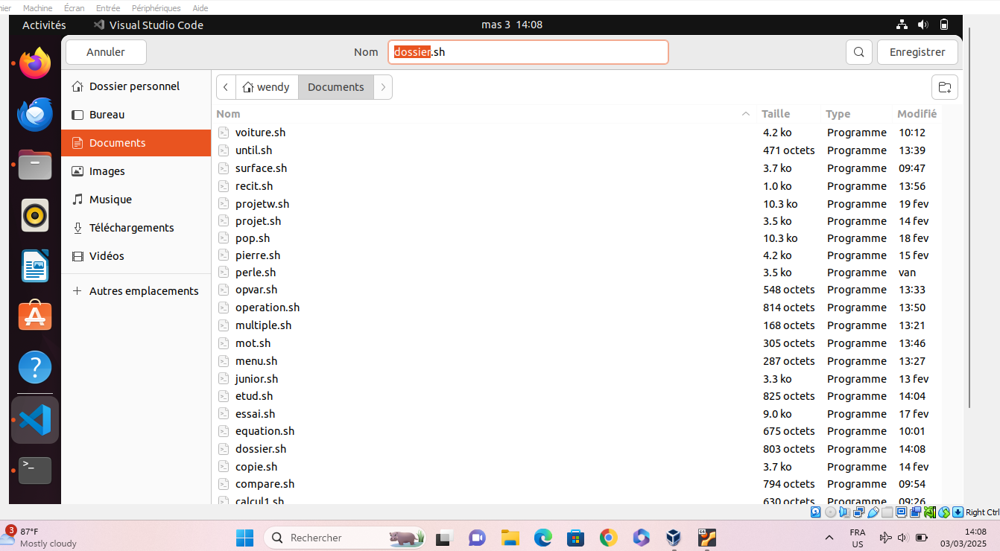 ier Machine Écran Entrée Périphériques Aide
Activités Visual Studio Code mas 3 14:08
Annuler Nom dossier.sh Enregistrer
wendy Documents
Dossier personnel
Bureau
Documents
Images
Musique
Téléchargements
Vidéos
Autres emplacements
Nom Taille Type Modifié
voiture.sh 4.2 ko Programme 10:12
until.sh 471 octets Programme 13:39
surface.sh 3.7 ko Programme 09:47
recit.sh 1.0 ko Programme 13:56
projetw.sh 10.3 ko Programme 19 fev
projet.sh 3.5 ko Programme 14 fev
pop.sh 10.3 ko Programme 18 fev
pierre.sh 4.2 ko Programme 15 fev
perle.sh 3.5 ko Programme van
opvar.sh 548 octets Programme 13:33
operation.sh 814 octets Programme 13:50
multiple.sh 168 octets Programme 13:21
mot.sh 305 octets Programme 13:46
menu.sh 287 octets Programme 13:27
junior.sh 3.3 ko Programme 13 fev
etud.sh 825 octets Programme 14:04
essai.sh 9.0 ko Programme 17 fev
equation.sh 675 octets Programme 10:01
dossier.sh 803 octets Programme 14:08
copie.sh 3.7 ko Programme 14 fev
compare.sh 794 octets Programme 09:54
calcul1.sh 630 octets Programme 09:26
Right Ctrl
3
87°F
Mostly cloudy
Rechercher
64
FRA
US
14:08
03/03/2025